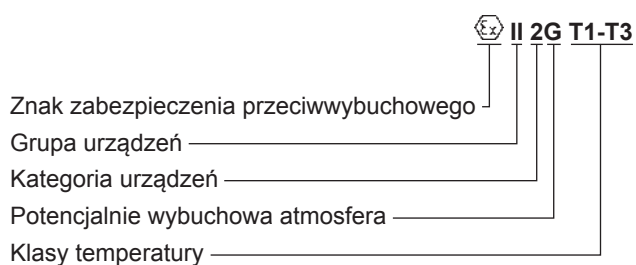 Ex II 2G T1-T3
Znak zabezpieczenia przeciwwybuchowego
Grupa urządzeń
Kategoria urządzeń
Potencjalnie wybuchowa atmosfera
Klasy temperatury